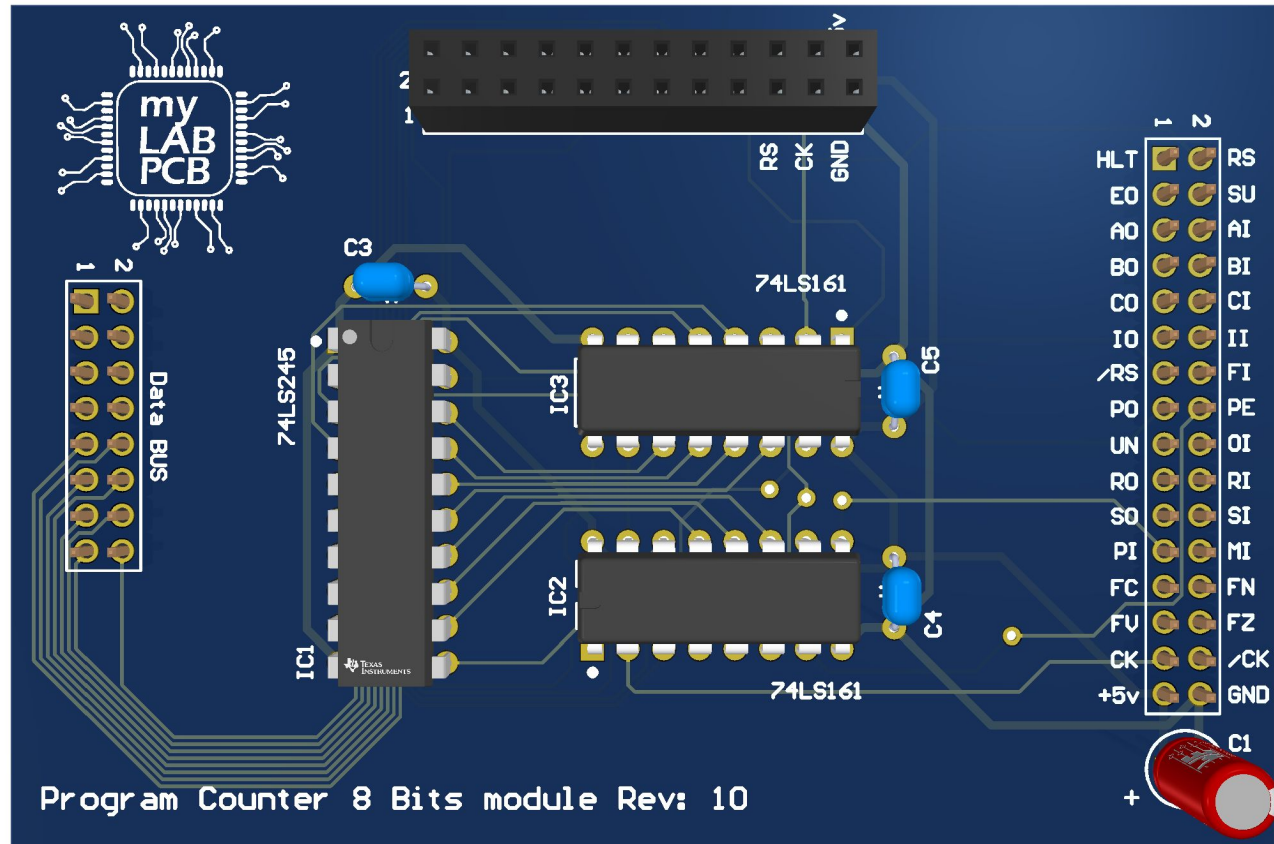 my
LAB
PCB
5v
2
1
RS
CK
GND
1 2
HLT RS
EO SU
AO AI
BO BI
CO CI
IO II
/RS FI
PO PE
UN OI
RO RI
SO SI
PI MI
FC FN
FV FZ
CK /CK
+5v GND
C1
+
1 2
Data BUS
C3
74LS245
IC1
TEXAS
INSTRUMENTS
74LS161
IC3
C5
IC2
C4
74LS161
Program Counter 8 Bits module Rev: 10